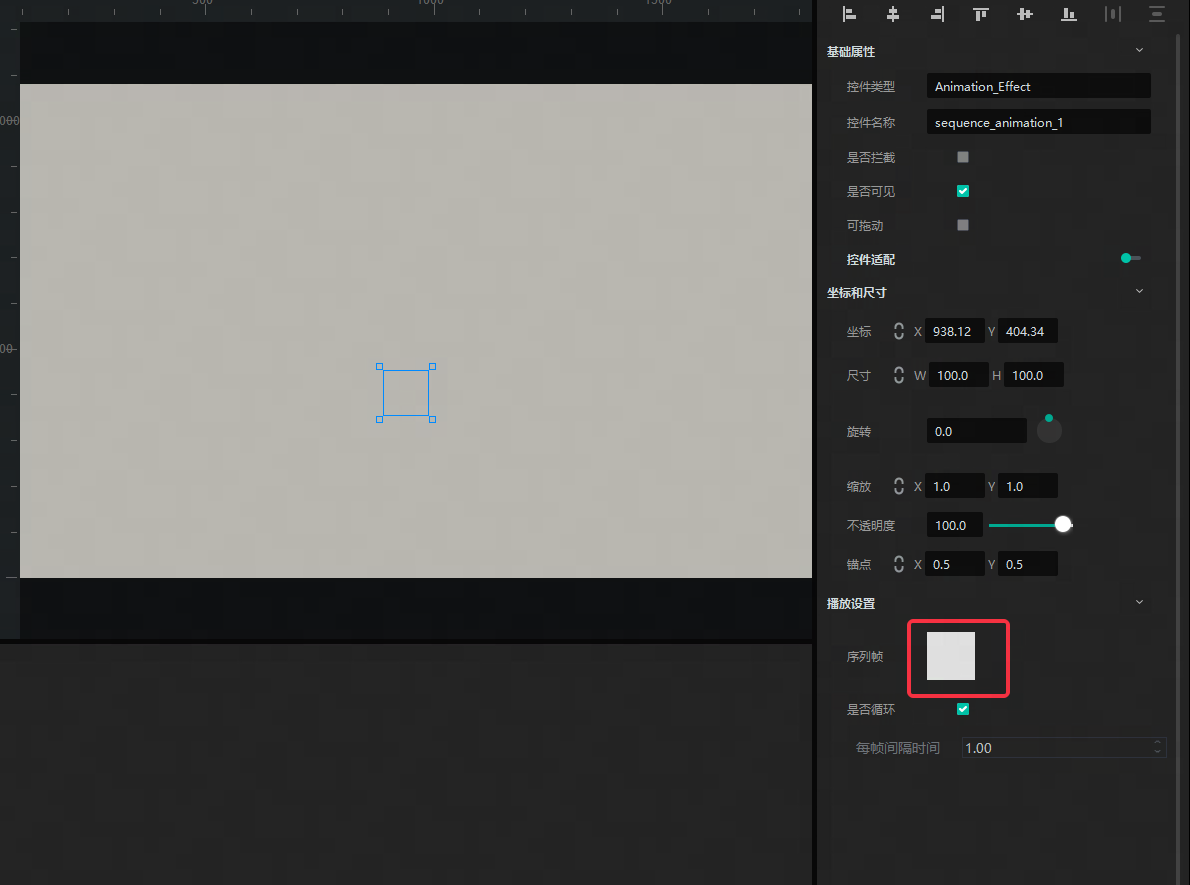 500
1000
1500
基础属性
控件类型 Animation_Effect
控件名称 sequence_animation_1
是否拦截
是否可见
可拖动
控件适配
坐标和尺寸
坐标 X 938.12 Y 404.34
尺寸 W 100.0 H 100.0
旋转 0.0
缩放 X 1.0 Y 1.0
不透明度 100.0
锚点 X 0.5 Y 0.5
播放设置
序列帧
是否循环
每帧间隔时间 1.00